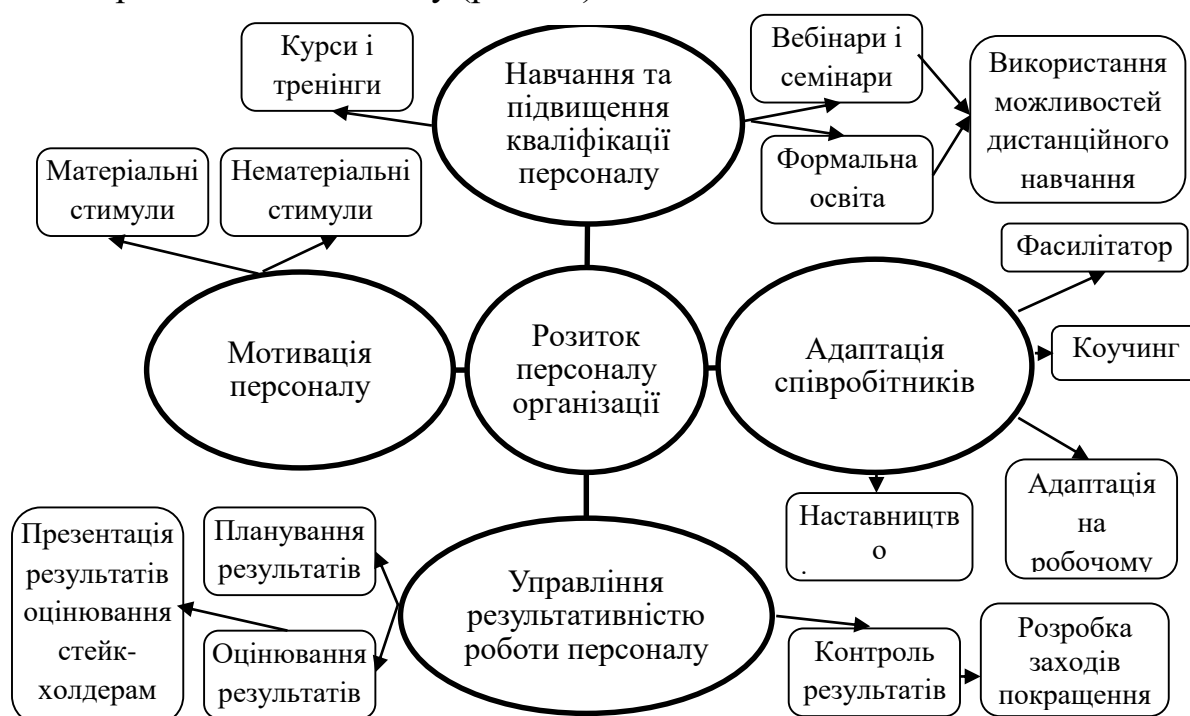 Курси і
тренінги
Навчання та
підвищення
кваліфікації
персоналу
Вебінари і
семінари
Формальна
освіта
Використання
можливостей
дистанційного
навчання
Матеріальні
стимули
Нематеріальні
стимули
Мотивація
персоналу
Розиток
персоналу
організації
Адаптація
співробітників
Фасилітатор
Коучинг
Адаптація
на
робочому
Наставництв
о
Управління
результативністю
роботи персоналу
Планування
результатів
Оцінювання
результатів
Презентація
результатів
оцінювання
стейк-
холдерам
Контроль
результатів
Розробка
заходів
покращення